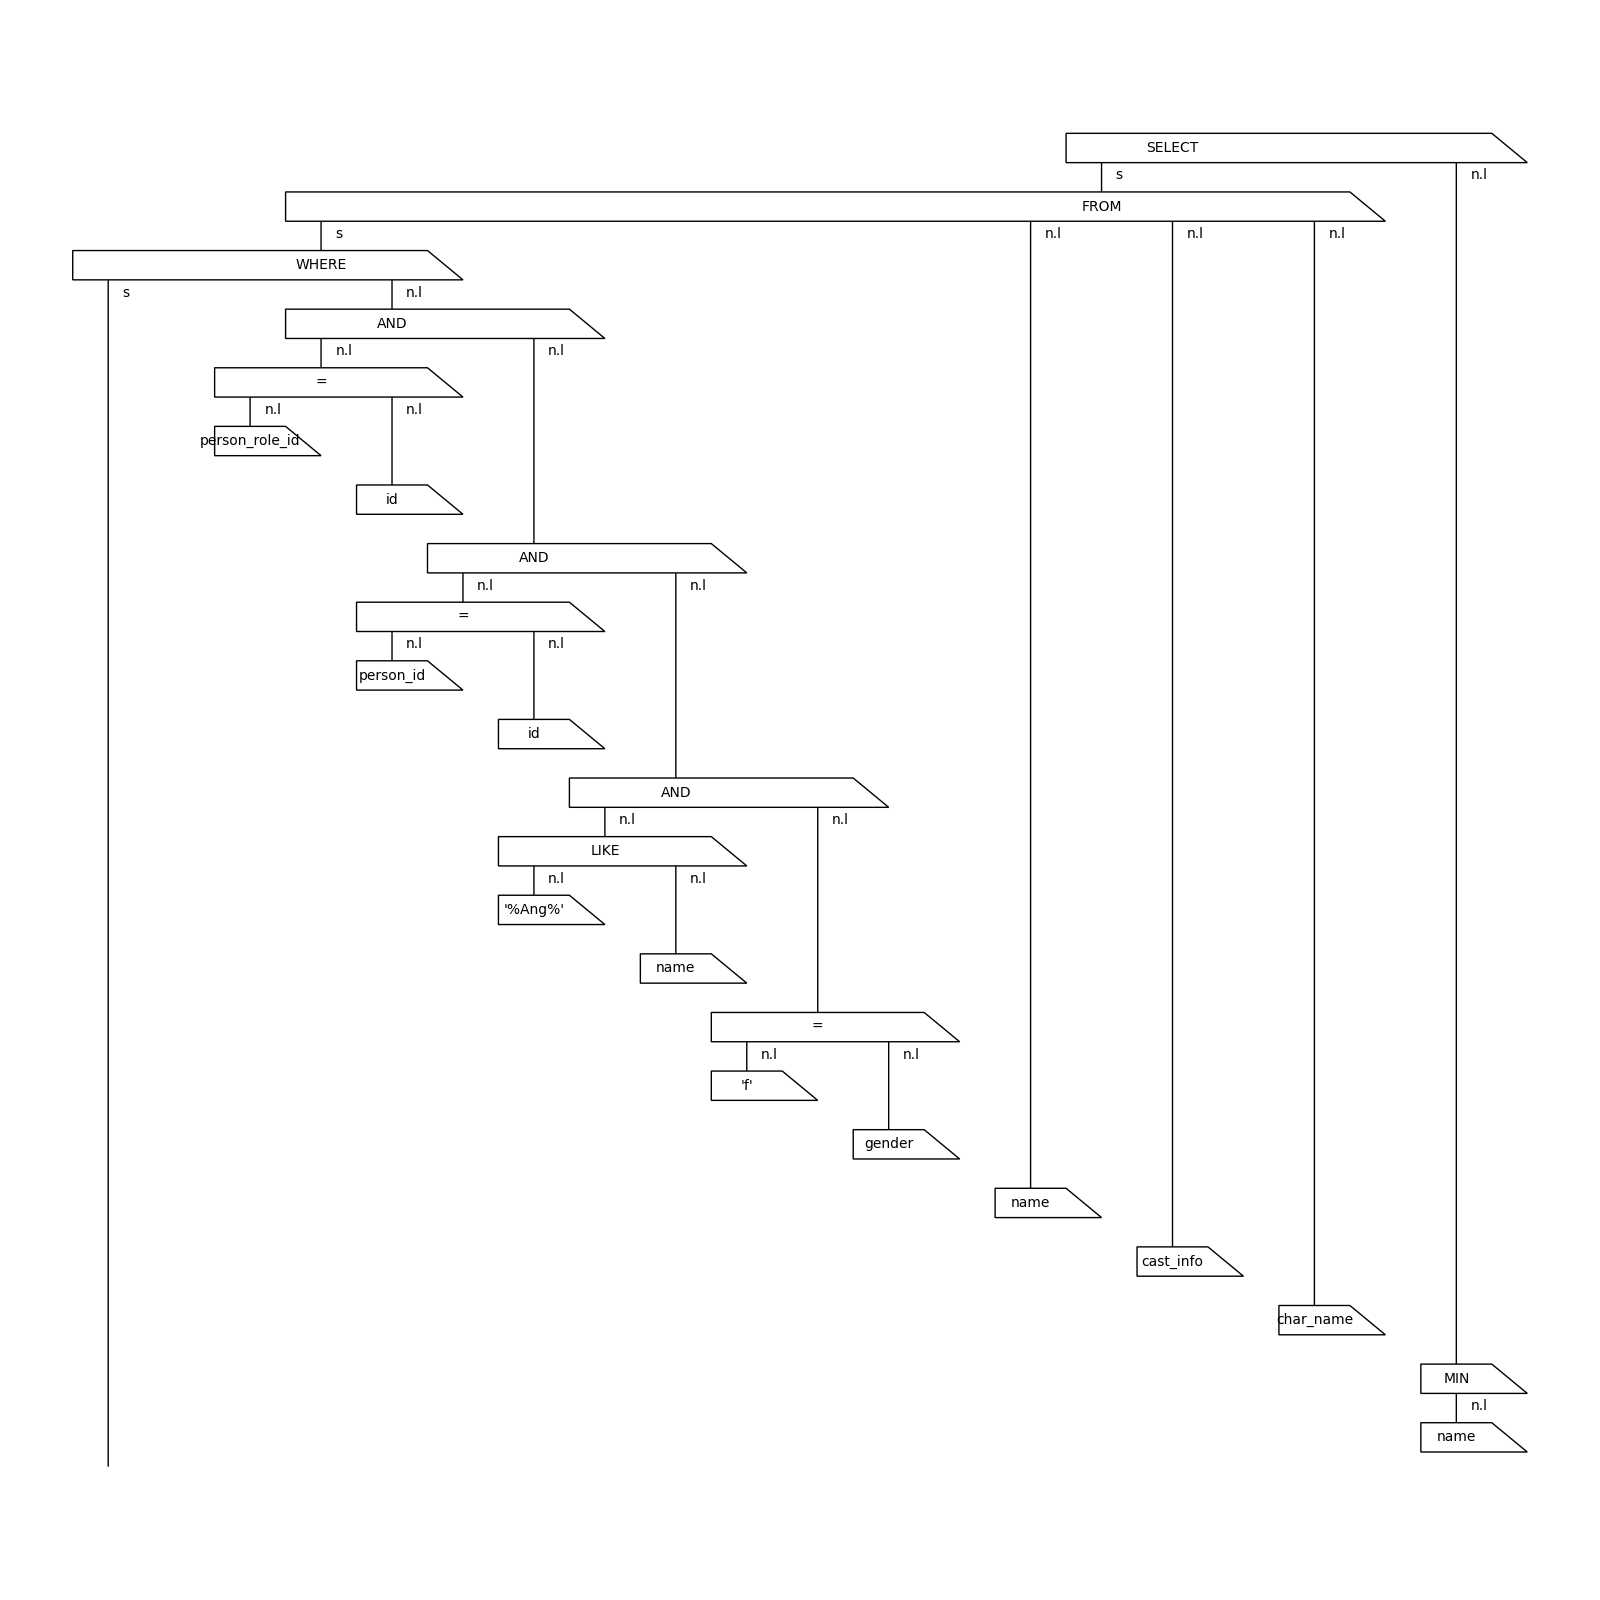 SELECT
s n.l
FROM
s n.l n.l n.l
WHERE
s n.l
AND
n.l n.l
=
n.l n.l
person_role_id
id
AND
n.l n.l
=
n.l n.l
person_id
id
AND
n.l n.l
LIKE
n.l n.l
'%Ang%'
name
=
n.l n.l
'f'
gender
name
cast_info
char_name
MIN
n.l
name